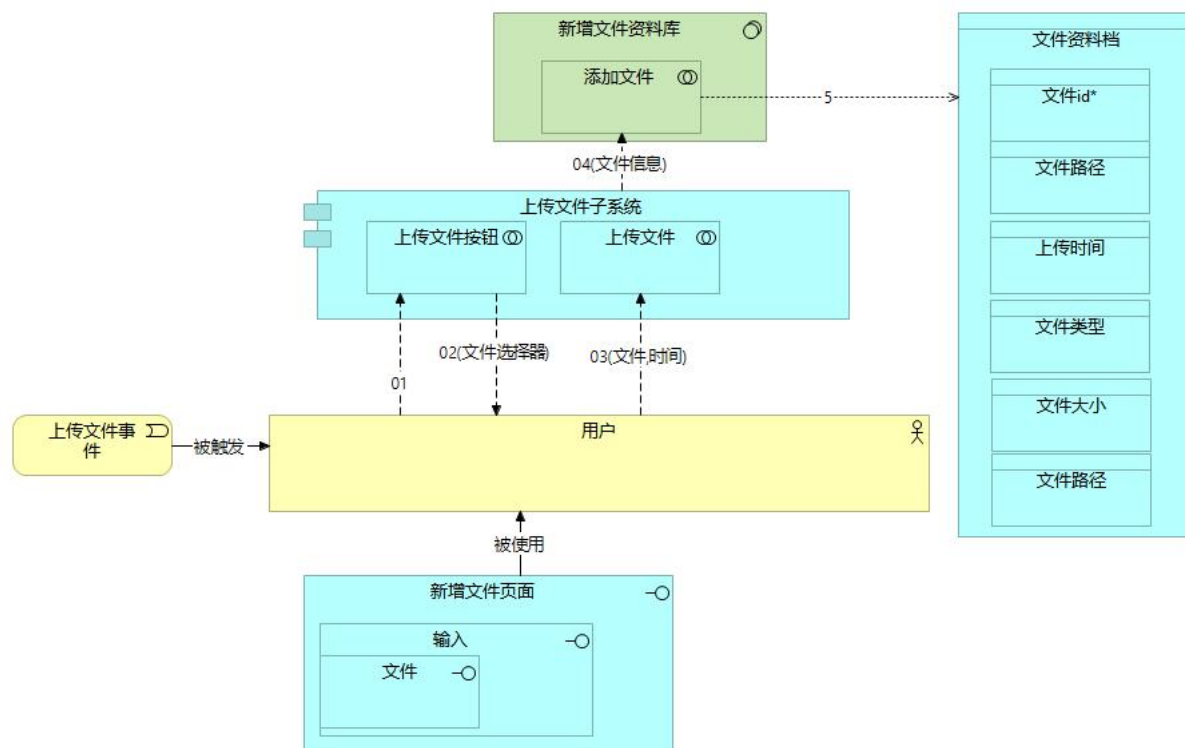 新增文件资料库
添加文件
5
文件资料档
文件id*
文件路径
上传时间
文件类型
文件大小
文件路径
04(文件信息)
上传文件子系统
上传文件按钮
上传文件
02(文件选择器)
03(文件,时间)
01
上传文件事
件
被触发
用户
被使用
新增文件页面
输入
文件